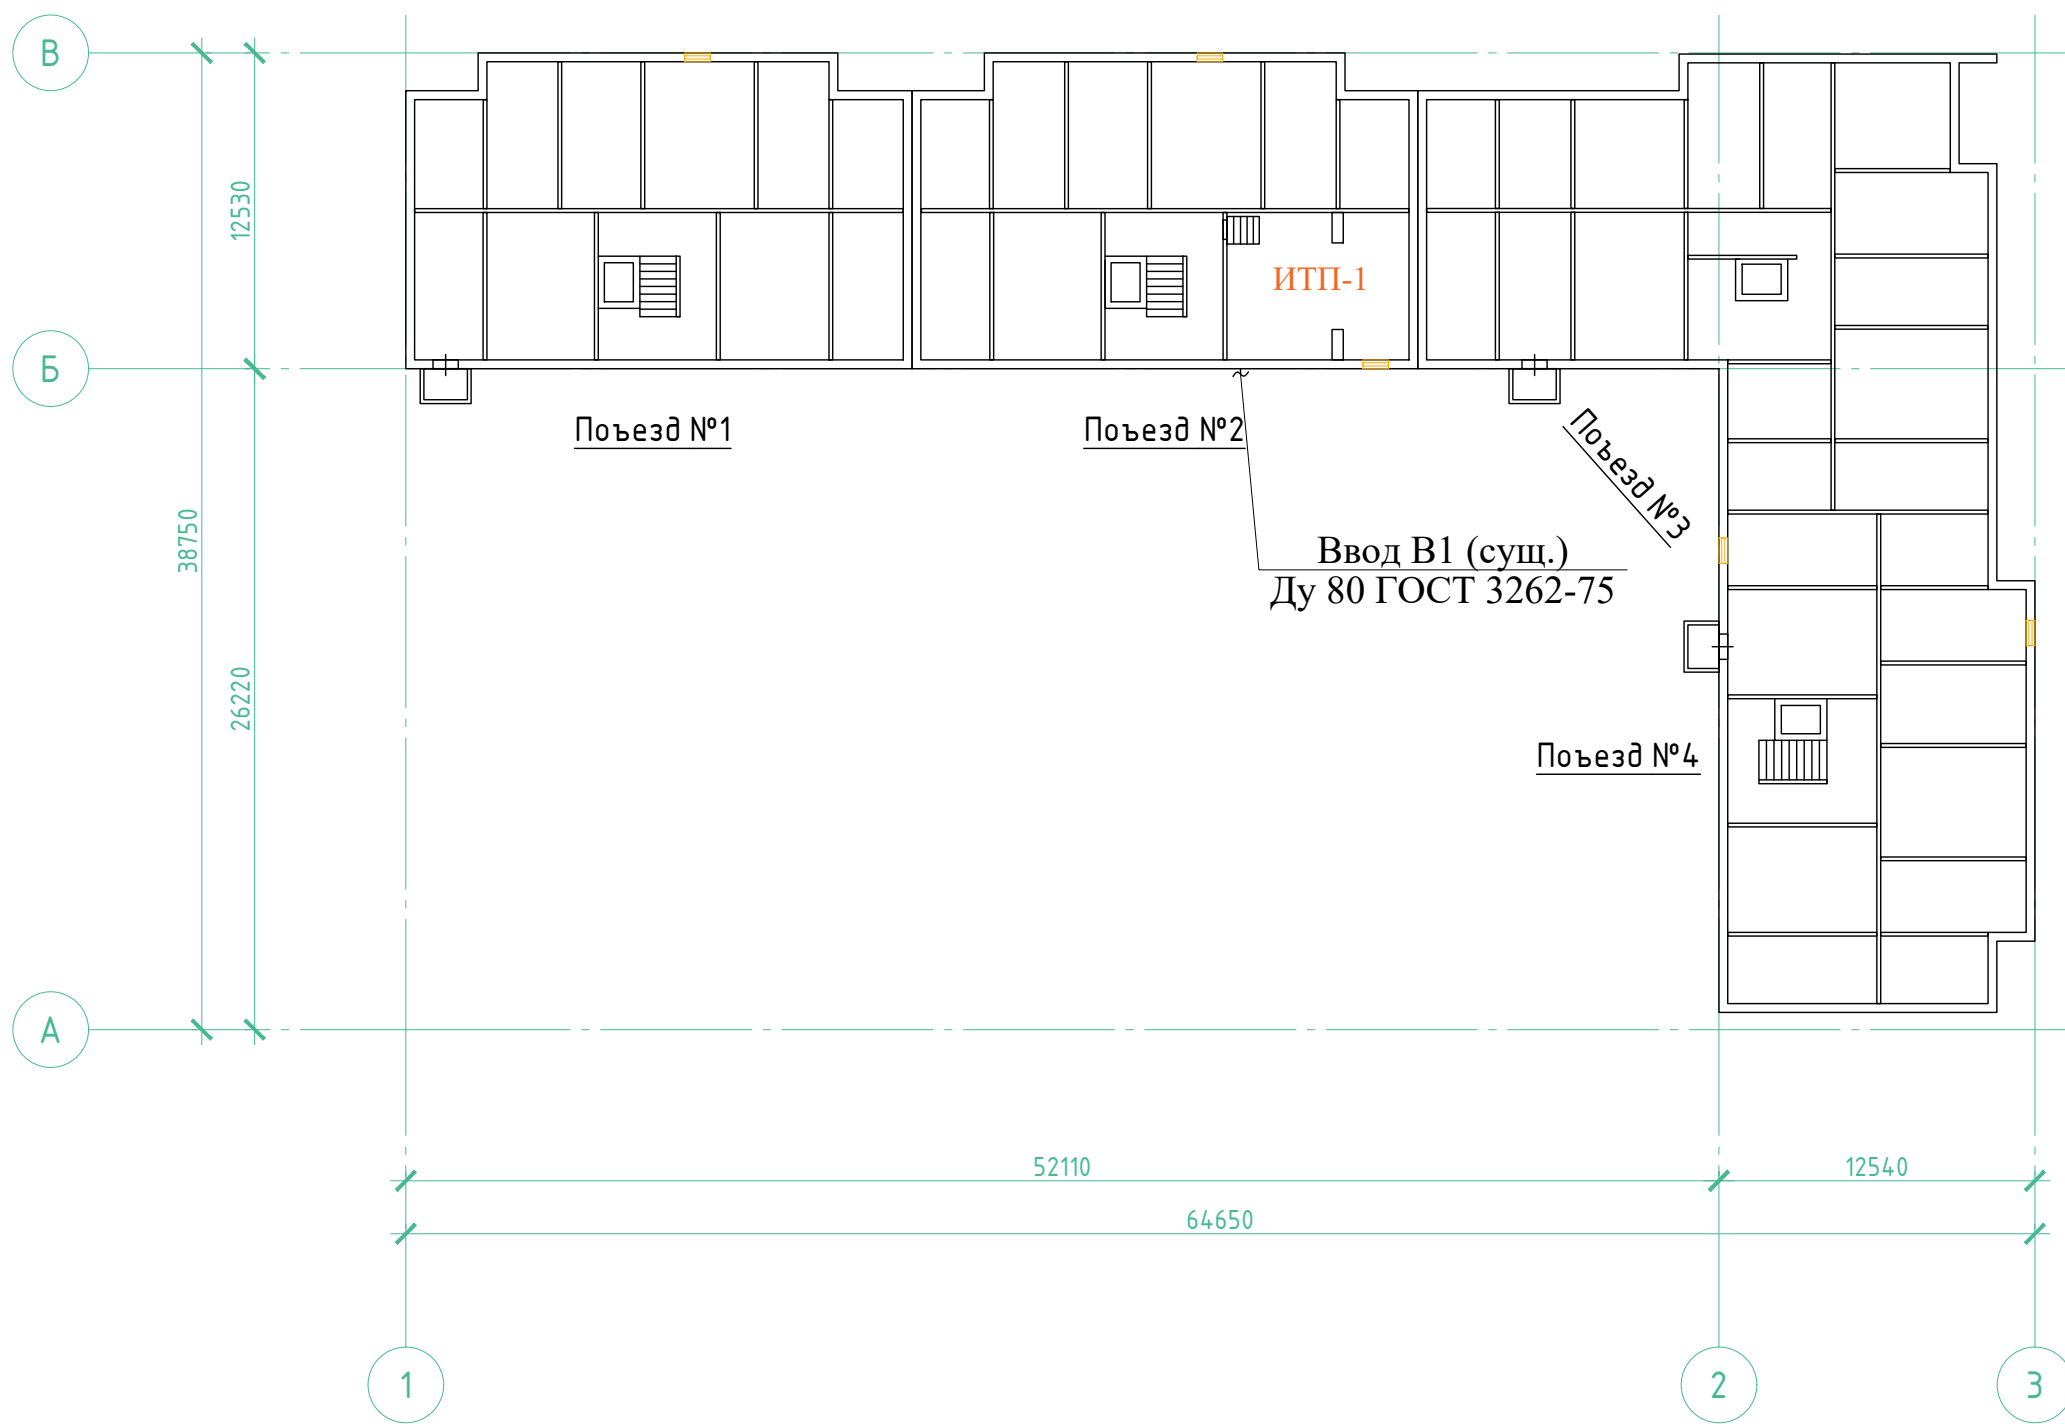 В
12530
ИТП-1
Б
Поъезд №1
Поъезд №2
Поъезд №3
38750
Ввод В1 (сущ.)
Ду 80 ГОСТ 3262-75
26220
Поъезд №4
А
52110
12540
64650
1
2
3